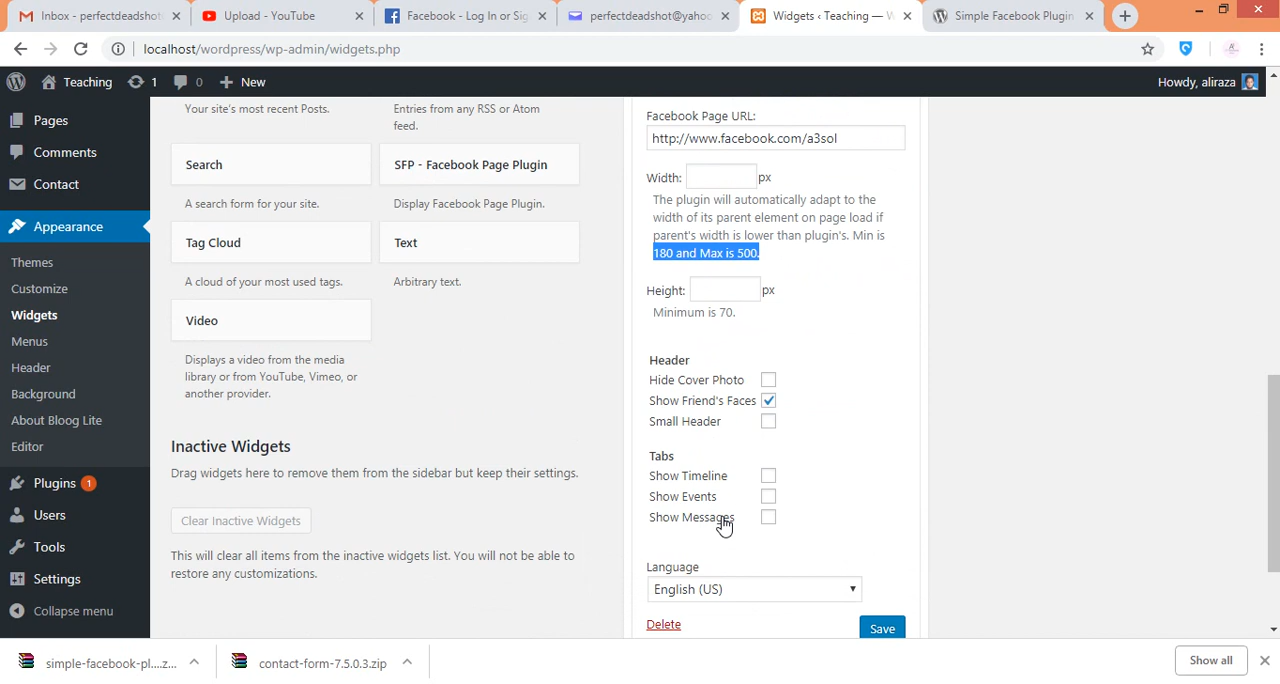 Inbox - perfectdeadshot
Upload - YouTube
Facebook - Log In or Sig
perfectdeadshot@yahoo
Widgets ‹ Teaching — W
Simple Facebook Plugin
localhost/wordpress/wp-admin/widgets.php
Teaching
1
0
New
Howdy, aliraza
Pages
Comments
Contact
Appearance
Themes
Customize
Widgets
Menus
Header
Background
About Bloog Lite
Editor
Plugins 1
Users
Tools
Settings
Collapse menu
Your site's most recent Posts.
Entries from any RSS or Atom
feed.
Search
SFP - Facebook Page Plugin
A search form for your site.
Display Facebook Page Plugin.
Tag Cloud
Text
A cloud of your most used tags.
Arbitrary text.
Video
Displays a video from the media
library or from YouTube, Vimeo, or
another provider.
Inactive Widgets
Drag widgets here to remove them from the sidebar but keep their settings.
Clear Inactive Widgets
This will clear all items from the inactive widgets list. You will not be able to
restore any customizations.
Facebook Page URL:
http://www.facebook.com/a3sol
Width: px
The plugin will automatically adapt to the
width of its parent element on page load if
parent's width is lower than plugin's. Min is
180 and Max is 500.
Height: px
Minimum is 70.
Header
Hide Cover Photo
Show Friend's Faces
Small Header
Tabs
Show Timeline
Show Events
Show Messages
Language
English (US)
Delete
Save
simple-facebook-pl....z...
contact-form-7.5.0.3.zip
Show all